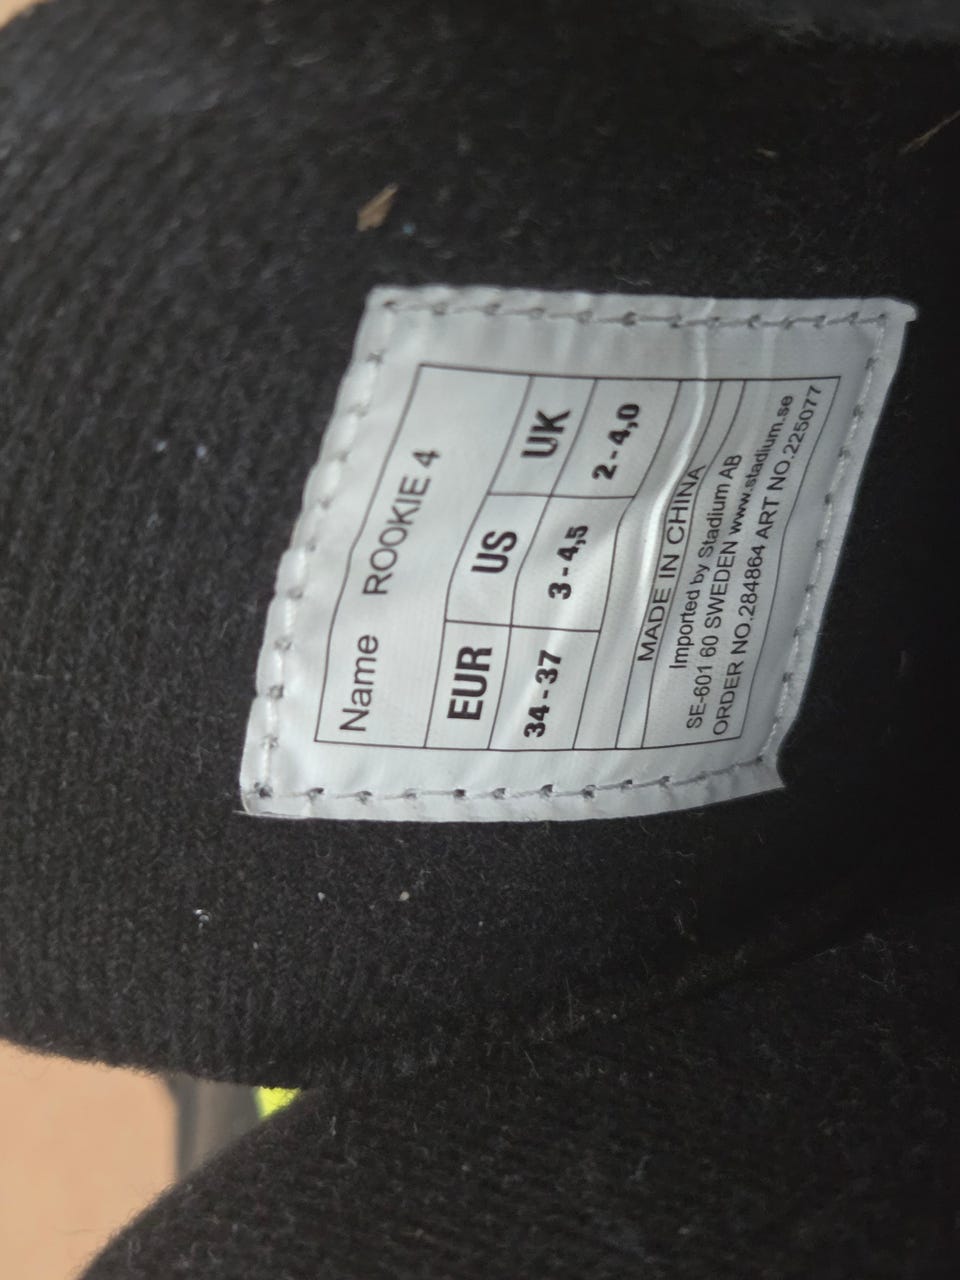 Name ROOKIE 4
EUR US UK
34-37 3-4,5 2-4,0
MADE IN CHINA
Imported by Stadium AB
SE-601 60 SWEDEN www.stadium.se
ORDER NO.284864 ART NO.225077